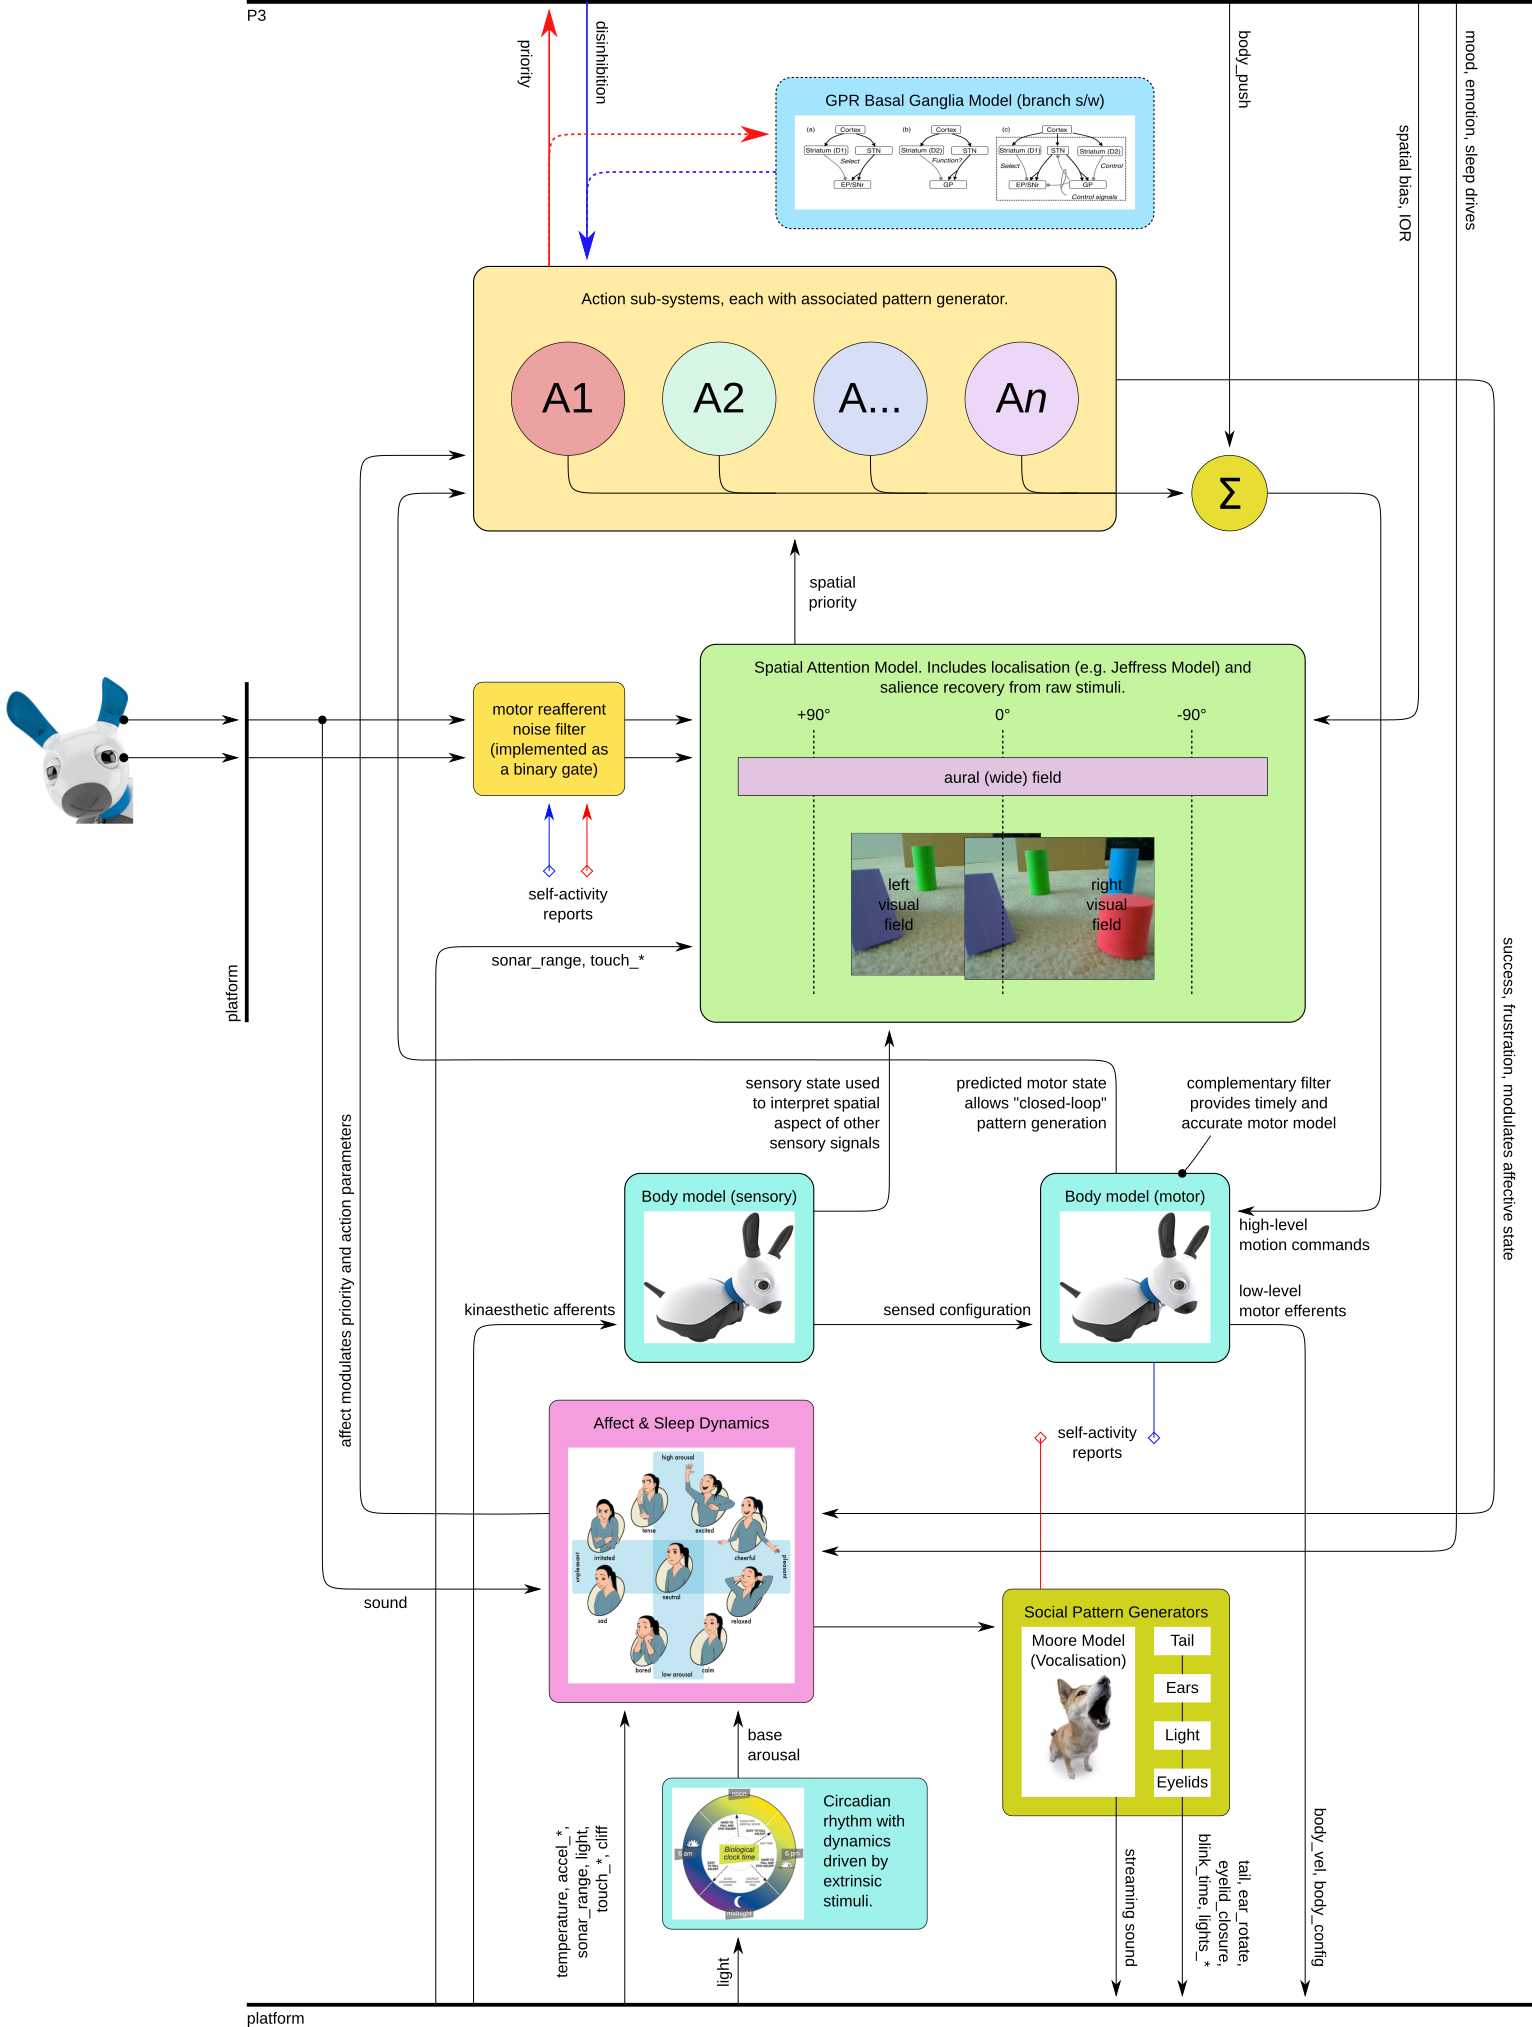 P3
priority
disinhibition
body_push
spatial bias, IOR
mood, emotion, sleep drives
GPR Basal Ganglia Model (branch s/w)
(a)
Cortex
Striatum (D1)
STN
Select
EP/SNr
(b)
Cortex
Striatum (D2)
STN
Function?
GP
(c)
Cortex
Striatum (D1)
STN
Striatum (D2)
Select
Control
EP/SNr
GP
Control signals
Action sub-systems, each with associated pattern generator.
A1
A2
A...
An
Σ
spatial
priority
motor reafferent
noise filter
(implemented as
a binary gate)
self-activity
reports
platform
Spatial Attention Model. Includes localisation (e.g. Jeffress Model) and
salience recovery from raw stimuli.
+90°
0°
-90°
aural (wide) field
left
visual
field
right
visual
field
sonar_range, touch_*
success, frustration, modulates affective state
affect modulates priority and action parameters
sensory state used
to interpret spatial
aspect of other
sensory signals
predicted motor state
allows "closed-loop"
pattern generation
complementary filter
provides timely and
accurate motor model
Body model (sensory)
Body model (motor)
high-level
motion commands
kinaesthetic afferents
sensed configuration
low-level
motor efferents
self-activity
reports
Affect & Sleep Dynamics
high arousal
tense
excited
irritated
cheerful
unpleasant
pleasant
neutral
sad
relaxed
bored
calm
low arousal
sound
Social Pattern Generators
Moore Model
(Vocalisation)
Tail
Ears
Light
Eyelids
base
arousal
Circadian
rhythm with
dynamics
driven by
extrinsic
stimuli.
noon
6 am
Biological
clock time
6 pm
midnight
temperature, accel_*,
sonar_range, light,
touch_*, cliff
light
streaming sound
tail, ear_rotate,
eyelid_closure,
blink_time, lights_*
body_vel, body_config
platform